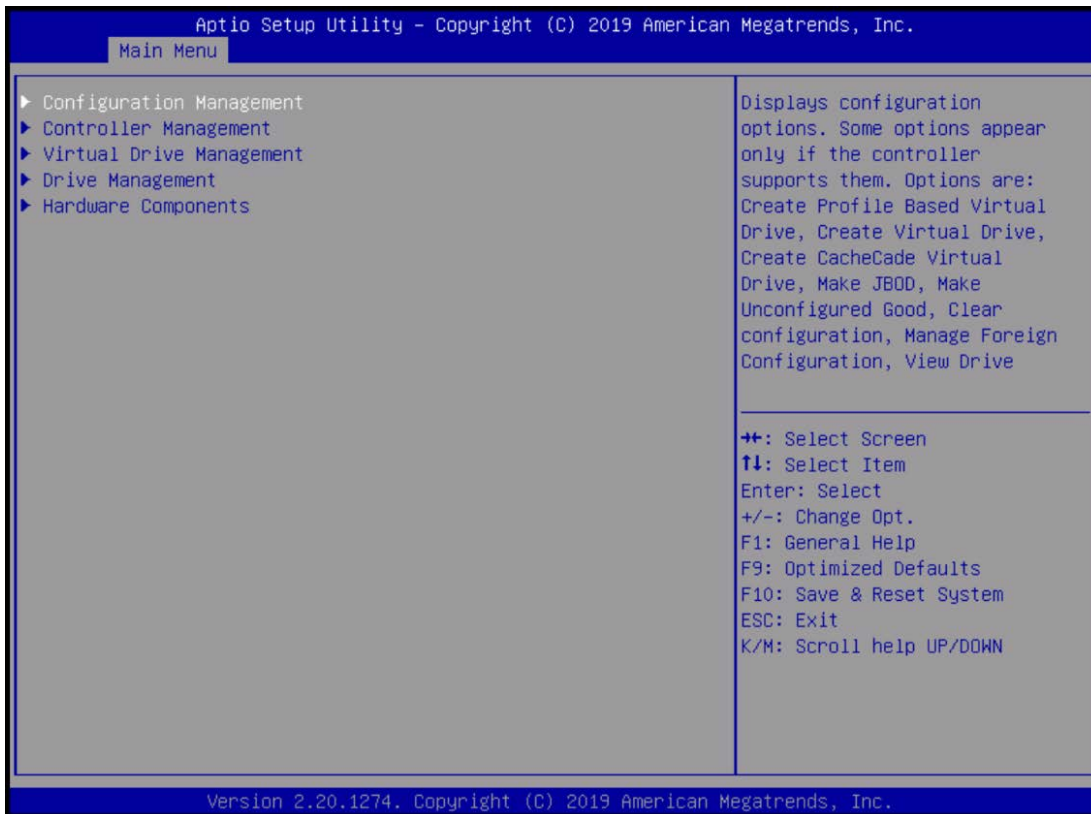 Aptio Setup Utility – Copyright (C) 2019 American Megatrends, Inc.
Main Menu
▶ Configuration Management
▶ Controller Management
▶ Virtual Drive Management
▶ Drive Management
▶ Hardware Components
Displays configuration
options. Some options appear
only if the controller
supports them. Options are:
Create Profile Based Virtual
Drive, Create Virtual Drive,
Create CacheCade Virtual
Drive, Make JBOD, Make
Unconfigured Good, Clear
configuration, Manage Foreign
Configuration, View Drive
→←: Select Screen
↑↓: Select Item
Enter: Select
+/-: Change Opt.
F1: General Help
F9: Optimized Defaults
F10: Save & Reset System
ESC: Exit
K/M: Scroll help UP/DOWN
Version 2.20.1274. Copyright (C) 2019 American Megatrends, Inc.